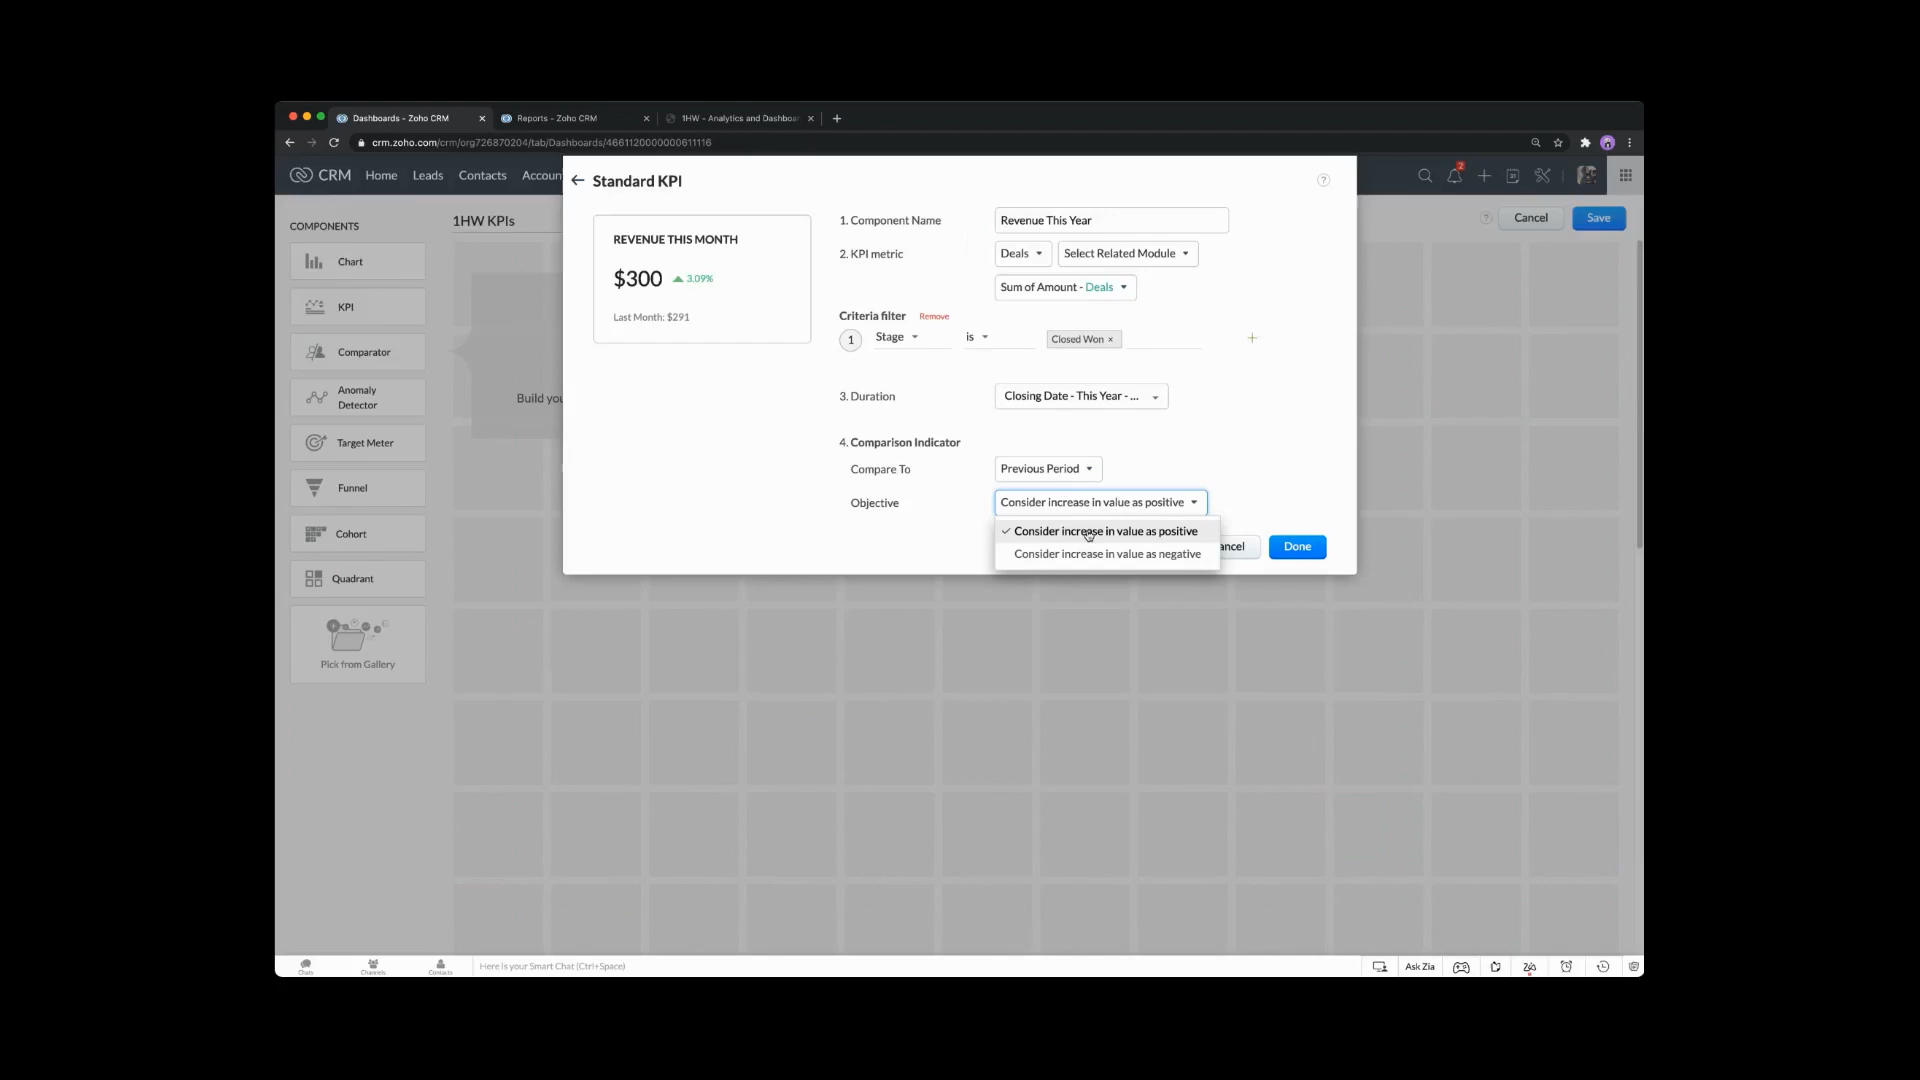 Dashboards - Zoho CRM
Reports - Zoho CRM
1HW - Analytics and Dashboar
crm.zoho.com/crm/org726870204/tab/Dashboards/4661120000000611116
CRM Home Leads Contacts Accoun
2
Standard KPI
?
COMPONENTS
1HW KPIs
? Cancel Save
Chart
KPI
Comparator
Anomaly
Detector
Target Meter
Funnel
Cohort
Quadrant
Pick from Gallery
Build you
REVENUE THIS MONTH
$300 3.09%
Last Month: $291
1. Component Name Revenue This Year
2. KPI metric Deals Select Related Module
Sum of Amount - Deals
Criteria filter Remove
1 Stage is Closed Won ×
3. Duration Closing Date - This Year - ...
4. Comparison Indicator
Compare To Previous Period
Objective Consider increase in value as positive
Consider increase in value as positive
Consider increase in value as negative
ancel Done
Chats Channels Contacts Here is your Smart Chat (Ctrl+Space) Ask Zia